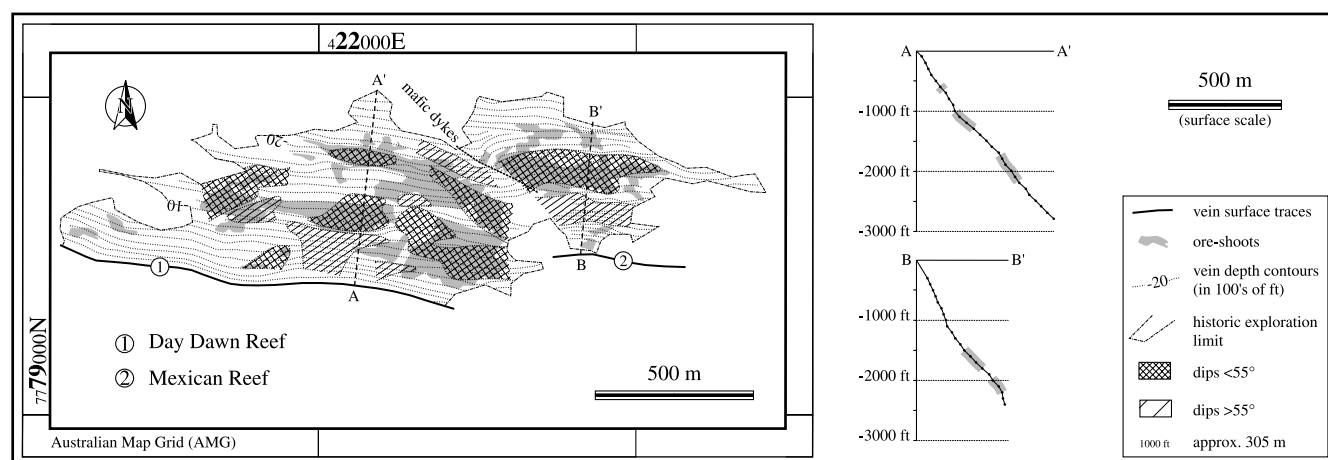 422000E
7779000N
N
A'
mafic dykes
B'
-20
10
1
A
B
2
1 Day Dawn Reef
2 Mexican Reef
500 m
Australian Map Grid (AMG)
A A'
-1000 ft
-2000 ft
-3000 ft
B B'
-1000 ft
-2000 ft
-3000 ft
500 m
(surface scale)
vein surface traces
ore-shoots
-20 vein depth contours
(in 100's of ft)
historic exploration
limit
dips <55°
dips >55°
1000 ft approx. 305 m